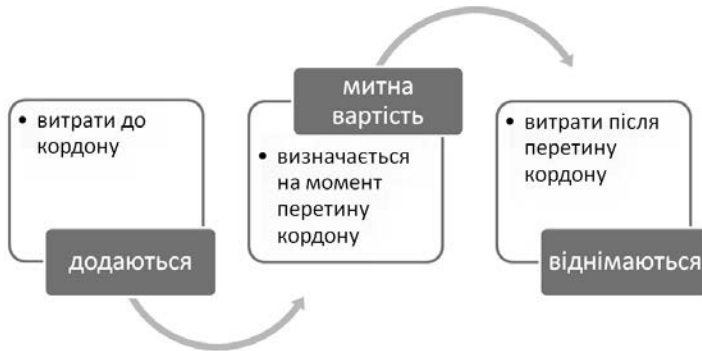 • витрати до
кордону
додаються
митна
вартість
• визначається
на момент
перетину
кордону
• витрати після
перетину
кордону
віднімаються